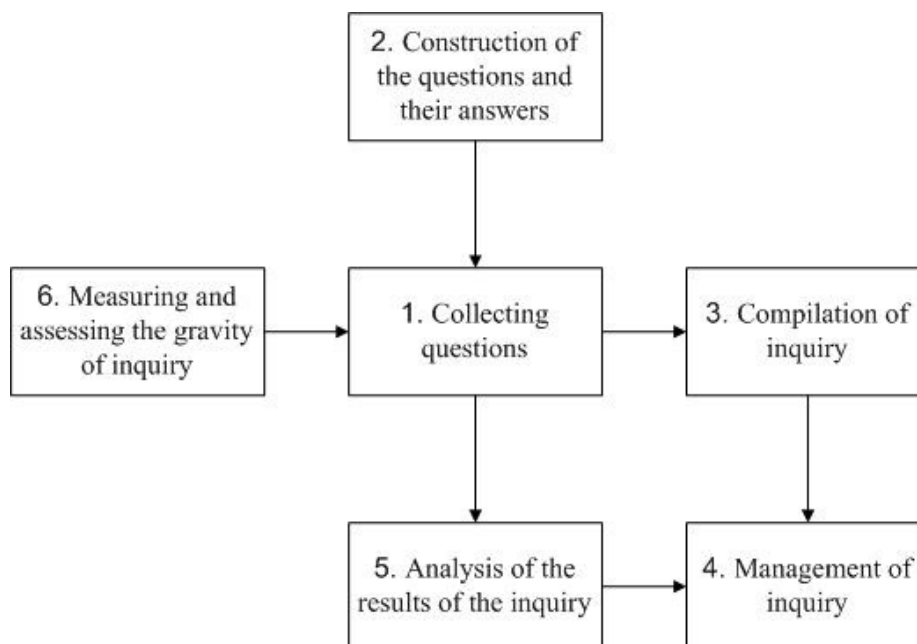 2. Construction of
the questions and
their answers
6. Measuring and
assessing the gravity
of inquiry
1. Collecting
questions
3. Compilation of
inquiry
5. Analysis of the
results of the inquiry
4. Management of
inquiry